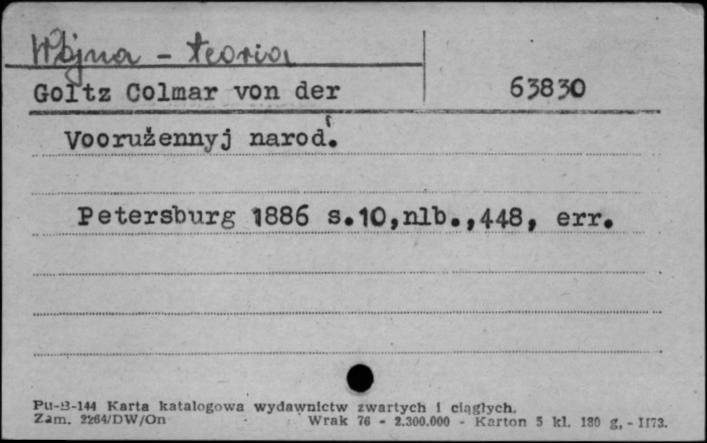 Wojna - teoria
Goltz Colmar von der 63830
Vooružennyj narod.
Petersburg 1886 s.10,nlb.,448, err.
Pu-B-144 Karta katalogowa wydawnictw zwartych i ciągłych.
Zam. 2264/DW/On Wrak 76 - 2.300.000 - Karton 5 kl. 180 g, - 1173.